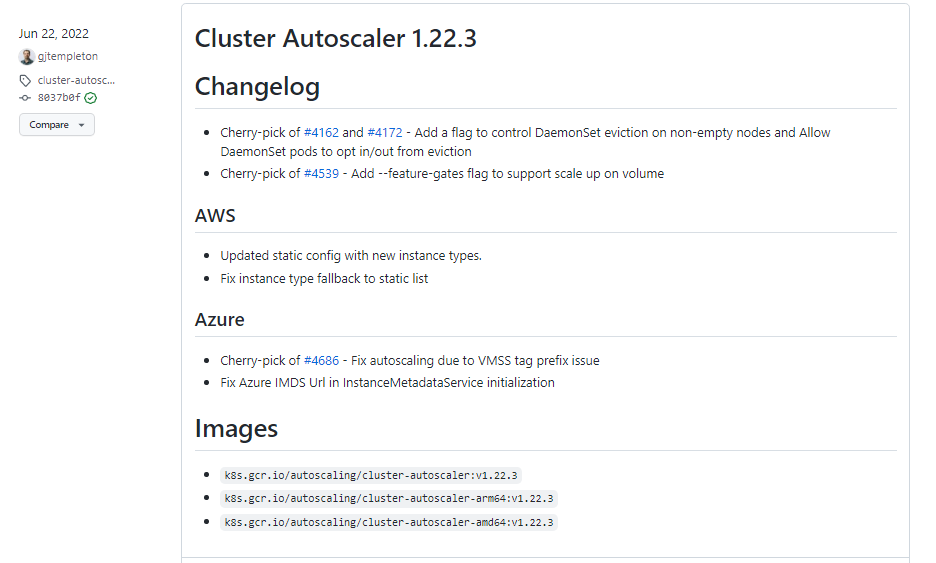 Jun 22, 2022
gjtempleton
cluster-autosc...
8037b0f
Compare
Cluster Autoscaler 1.22.3
Changelog
Cherry-pick of #4162 and #4172 - Add a flag to control DaemonSet eviction on non-empty nodes and Allow
DaemonSet pods to opt in/out from eviction
Cherry-pick of #4539 - Add --feature-gates flag to support scale up on volume
AWS
Updated static config with new instance types.
Fix instance type fallback to static list
Azure
Cherry-pick of #4686 - Fix autoscaling due to VMSS tag prefix issue
Fix Azure IMDS Url in InstanceMetadataService initialization
Images
k8s.gcr.io/autoscaling/cluster-autoscaler:v1.22.3
k8s.gcr.io/autoscaling/cluster-autoscaler-arm64:v1.22.3
k8s.gcr.io/autoscaling/cluster-autoscaler-amd64:v1.22.3